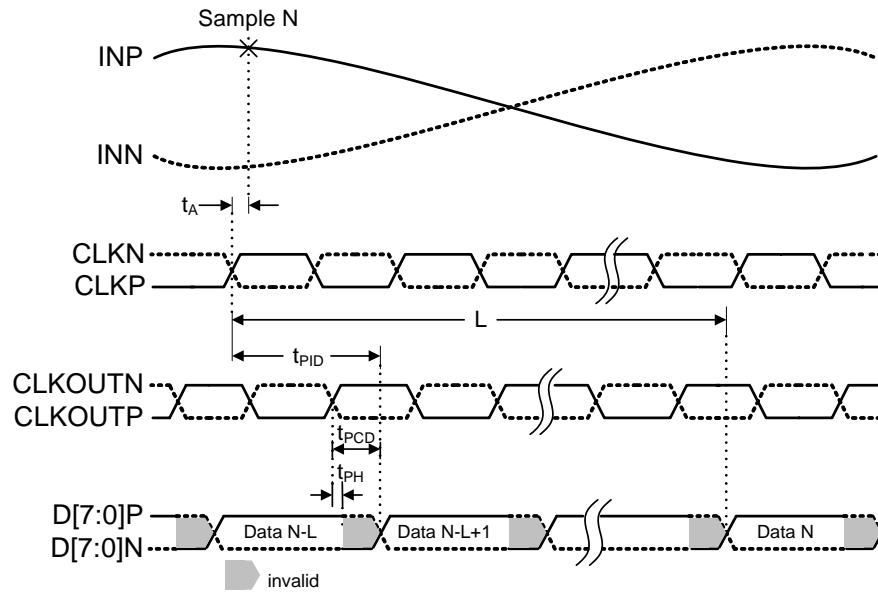 Sample N
INP
INN
tA
CLKN
CLKP
L
tPID
CLKOUTN
CLKOUTP
tPCD
tPH
D[7:0]P
Data N-L
Data N-L+1
Data N
D[7:0]N
invalid